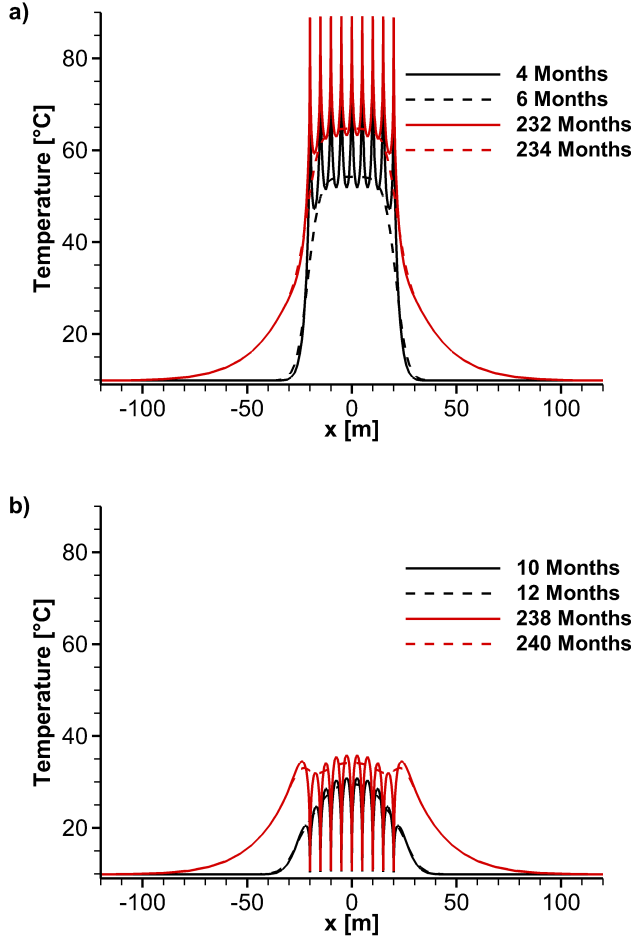 a)
80
60
40
20
Temperature [°C]
4 Months
6 Months
232 Months
234 Months
-100 -50 0 50 100
x [m]
b)
80
60
40
20
Temperature [°C]
10 Months
12 Months
238 Months
240 Months
-100 -50 0 50 100
x [m]